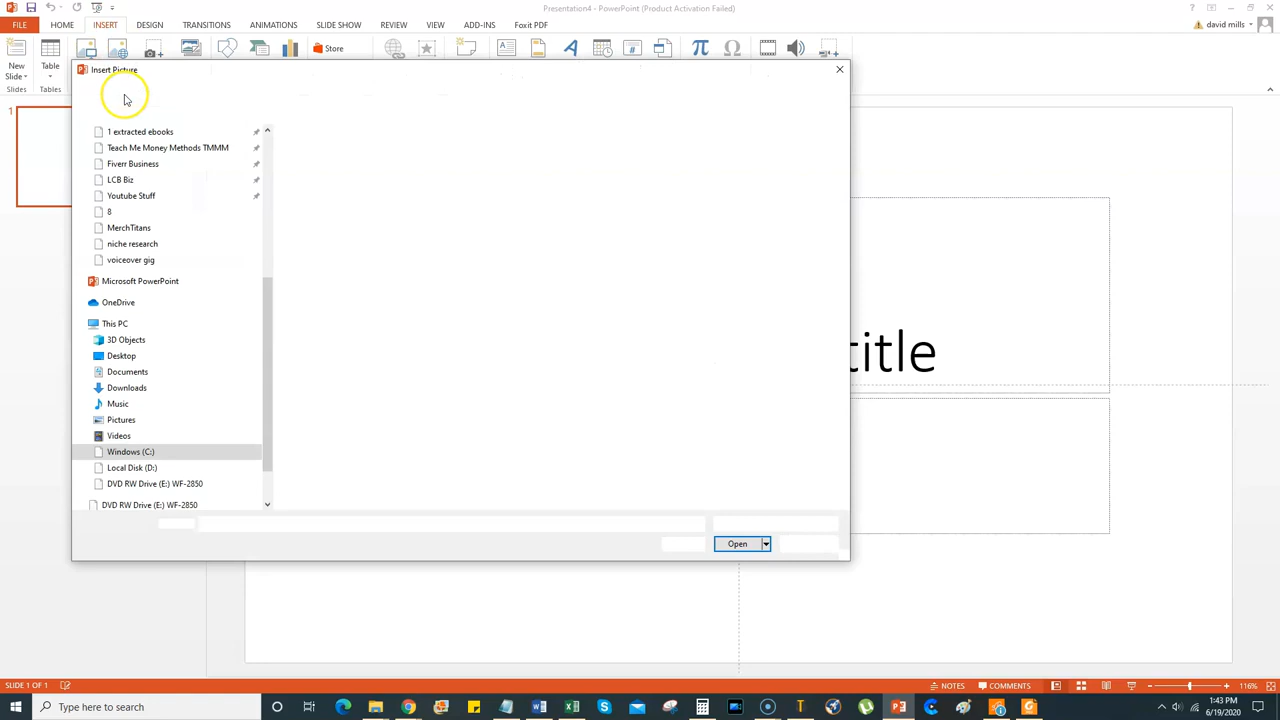 Presentation4 - PowerPoint (Product Activation Failed)
FILE HOME INSERT DESIGN TRANSITIONS ANIMATIONS SLIDE SHOW REVIEW VIEW ADD-INS Foxit PDF
david mills
New Slide
Table
Store
Slides
Tables
Insert Picture
1
1 extracted ebooks
Teach Me Money Methods TMMM
Fiverr Business
LCB Biz
Youtube Stuff
8
MerchTitans
niche research
voiceover gig
Microsoft PowerPoint
OneDrive
This PC
3D Objects
Desktop
Documents
Downloads
Music
Pictures
Videos
Windows (C:)
Local Disk (D:)
DVD RW Drive (E:) WF-2850
DVD RW Drive (E:) WF-2850
title
Open
SLIDE 1 OF 1
NOTES
COMMENTS
116%
Type here to search
1:43 PM
6/19/2020